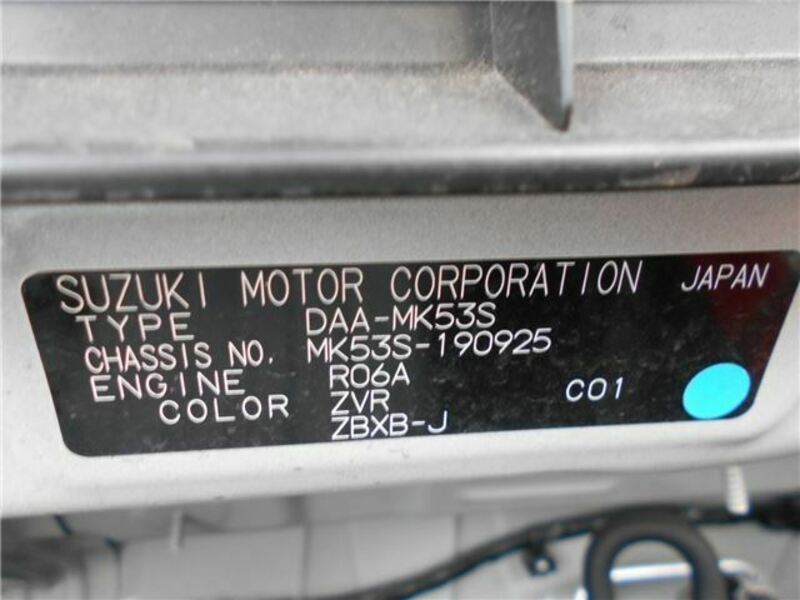 SUZUKI MOTOR CORPORATION JAPAN
TYPE DAA-MK53S
CHASSIS NO. MK53S-190925
ENGINE R06A
COLOR ZVR C01
ZBXB-J